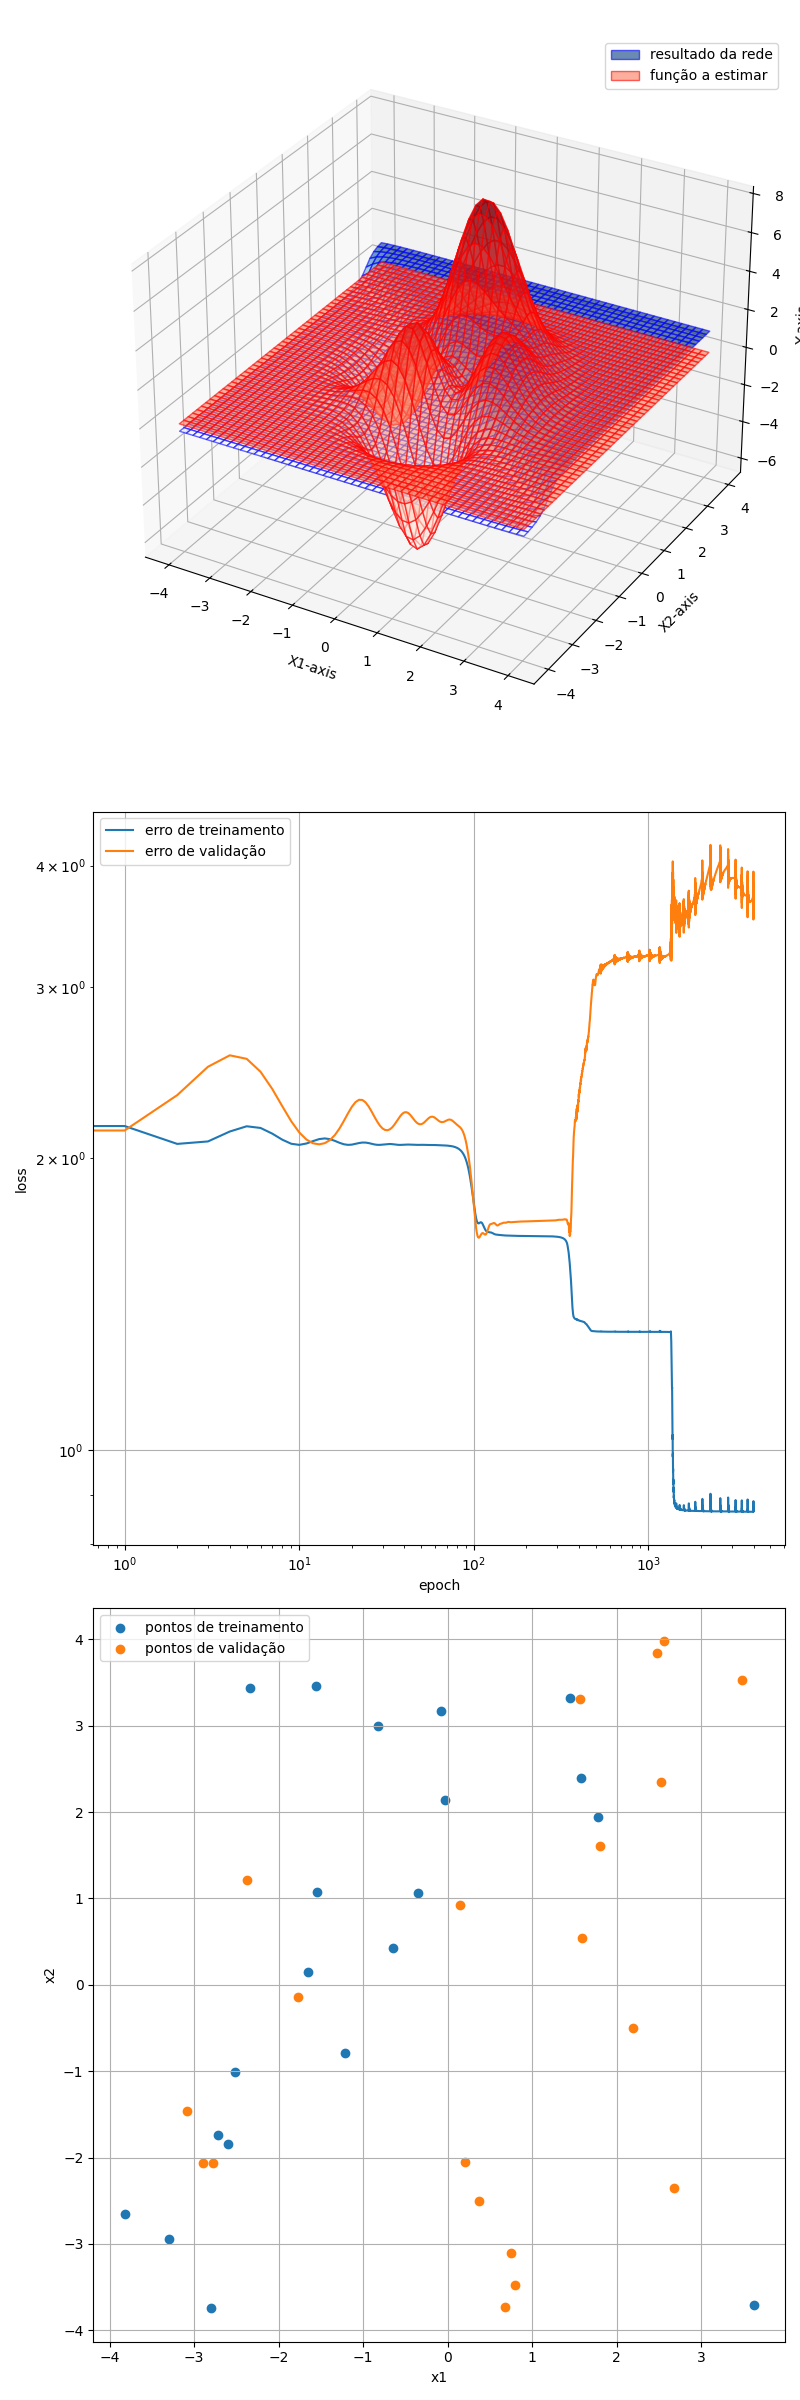 resultado da rede
função a estimar
8
6
4
2
0
−2
−4
−6
−4
−3
−2
−1
0
1
2
3
4
X1-axis
−4
−3
−2
−1
0
1
2
3
4
X2-axis
erro de treinamento
erro de validação
4 × 10⁰
3 × 10⁰
2 × 10⁰
10⁰
loss
10⁰ 10¹ 10² 10³
epoch
pontos de treinamento
pontos de validação
4
3
2
1
0
−1
−2
−3
−4
x2
−4 −3 −2 −1 0 1 2 3
x1